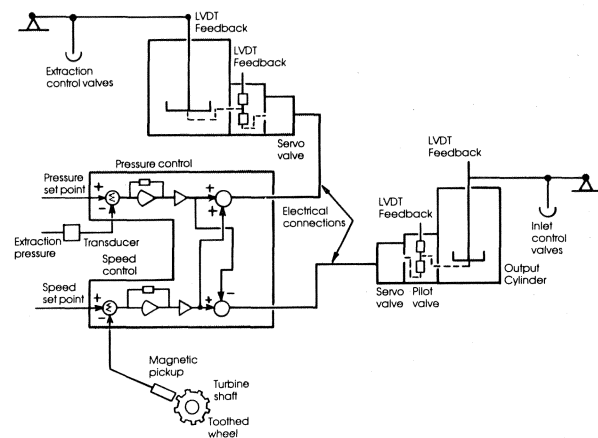 LVDT
Feedback
Extraction
control valves
LVDT
Feedback
Servo
valve
Pressure control
Pressure
set point
+
−
Σ
+
+
Extraction
pressure
Transducer
Electrical
connections
Speed
control
Speed
set point
+
−
Σ
+
−
LVDT
Feedback
LVDT
Feedback
Inlet
control
valves
Servo
valve
Pilot
valve
Output
Cylinder
Magnetic
pickup
Turbine
shaft
Toothed
wheel